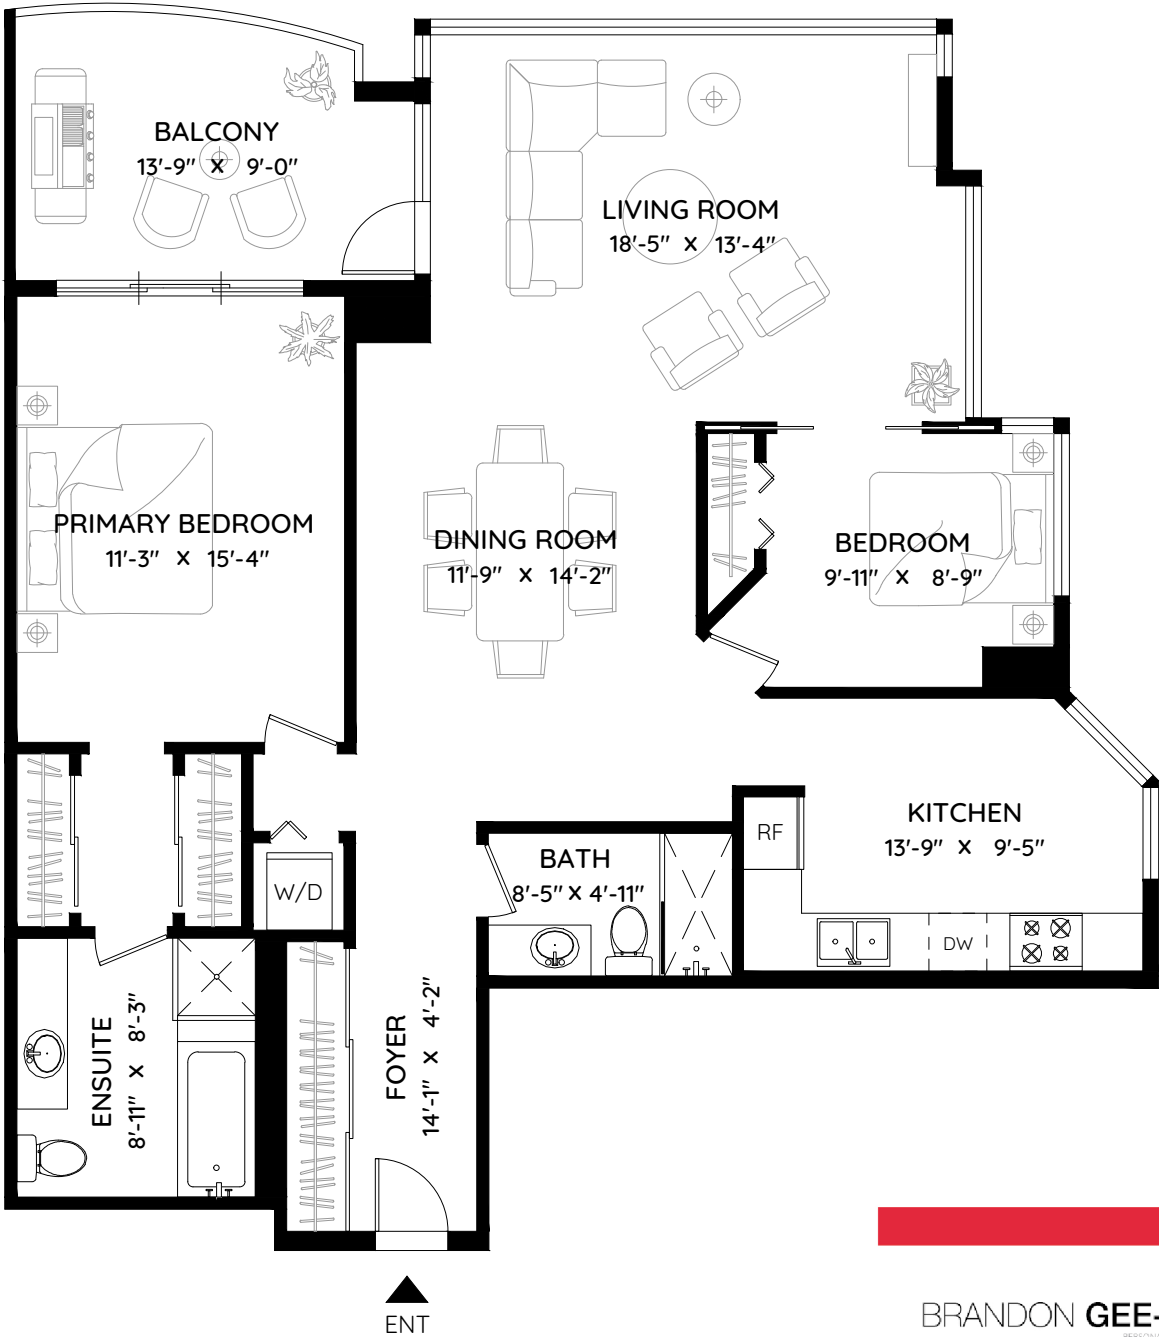 BALCONY
13'-9" X 9'-0"
LIVING ROOM
18'-5" X 13'-4"
PRIMARY BEDROOM
11'-3" X 15'-4"
DINING ROOM
11'-9" X 14'-2"
BEDROOM
9'-11" X 8'-9"
KITCHEN
13'-9" X 9'-5"
RF
BATH
8'-5" X 4'-11"
W/D
DW
ENSUITE
8'-11" X 8'-3"
FOYER
14'-1" X 4'-2"
ENT
BRANDON GEE-